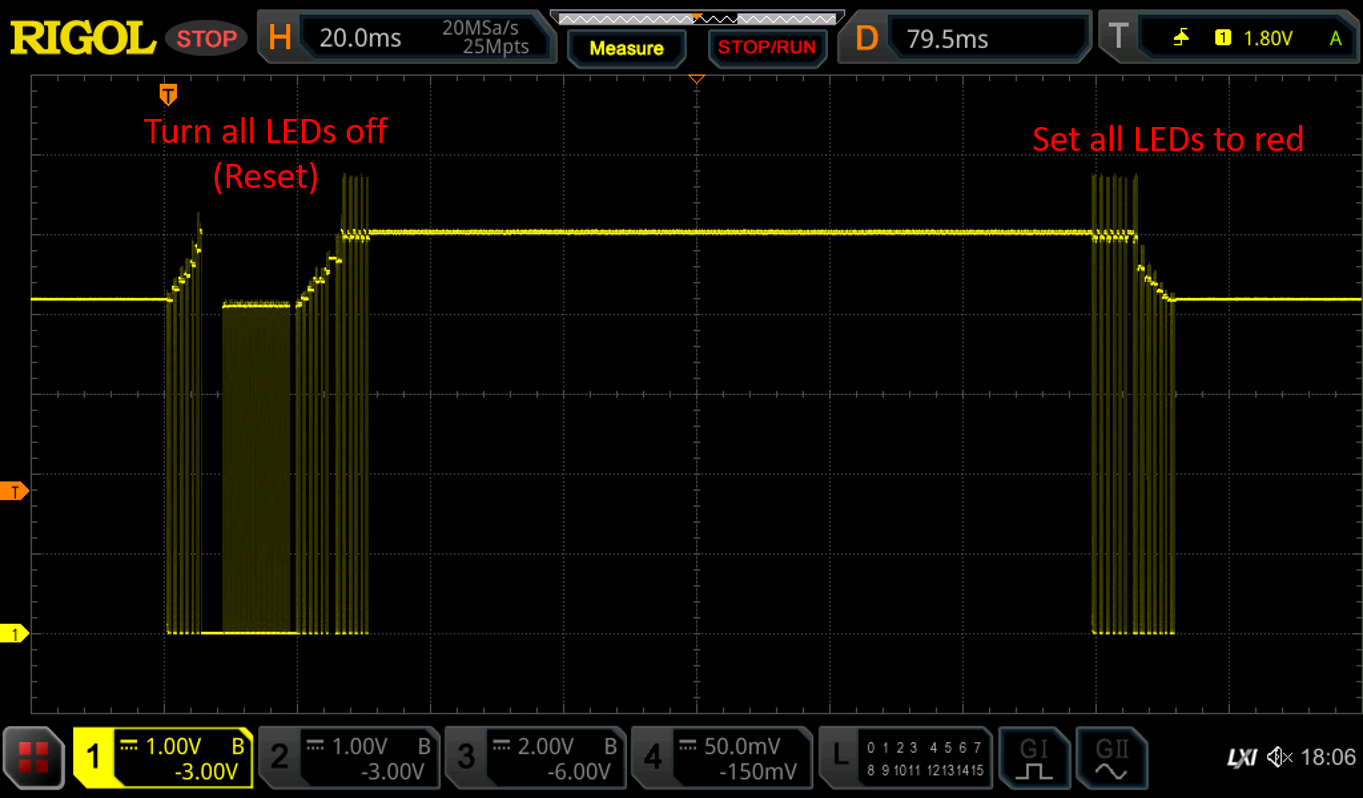 RIGOL STOP H 20.0ms 20MSa/s 25Mpts Measure STOP/RUN D 79.5ms T 1 1.80V A
T
Turn all LEDs off
(Reset)
Set all LEDs to red
T
1
1 1.00V B -3.00V
2 1.00V B -3.00V
3 2.00V B -6.00V
4 50.0mV -150mV
L 0 1 2 3 4 5 6 7
8 9 10 11 12 13 14 15
GI GII
LXI 18:06